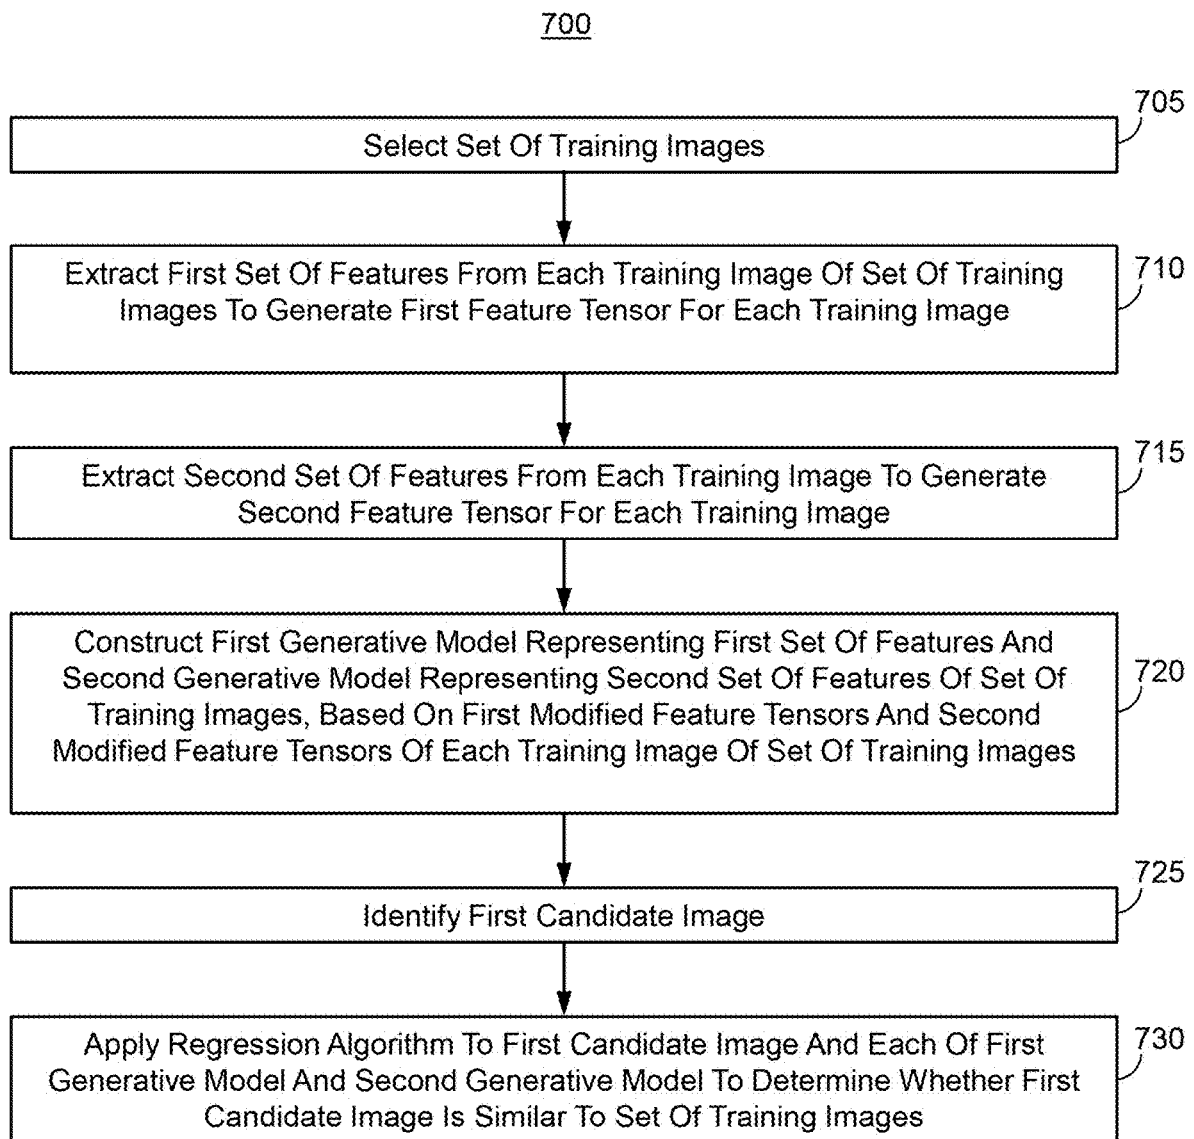 700
705
Select Set Of Training Images
710
Extract First Set Of Features From Each Training Image Of Set Of Training
Images To Generate First Feature Tensor For Each Training Image
715
Extract Second Set Of Features From Each Training Image To Generate
Second Feature Tensor For Each Training Image
720
Construct First Generative Model Representing First Set Of Features And
Second Generative Model Representing Second Set Of Features Of Set Of
Training Images, Based On First Modified Feature Tensors And Second
Modified Feature Tensors Of Each Training Image Of Set Of Training Images
725
Identify First Candidate Image
730
Apply Regression Algorithm To First Candidate Image And Each Of First
Generative Model And Second Generative Model To Determine Whether First
Candidate Image Is Similar To Set Of Training Images